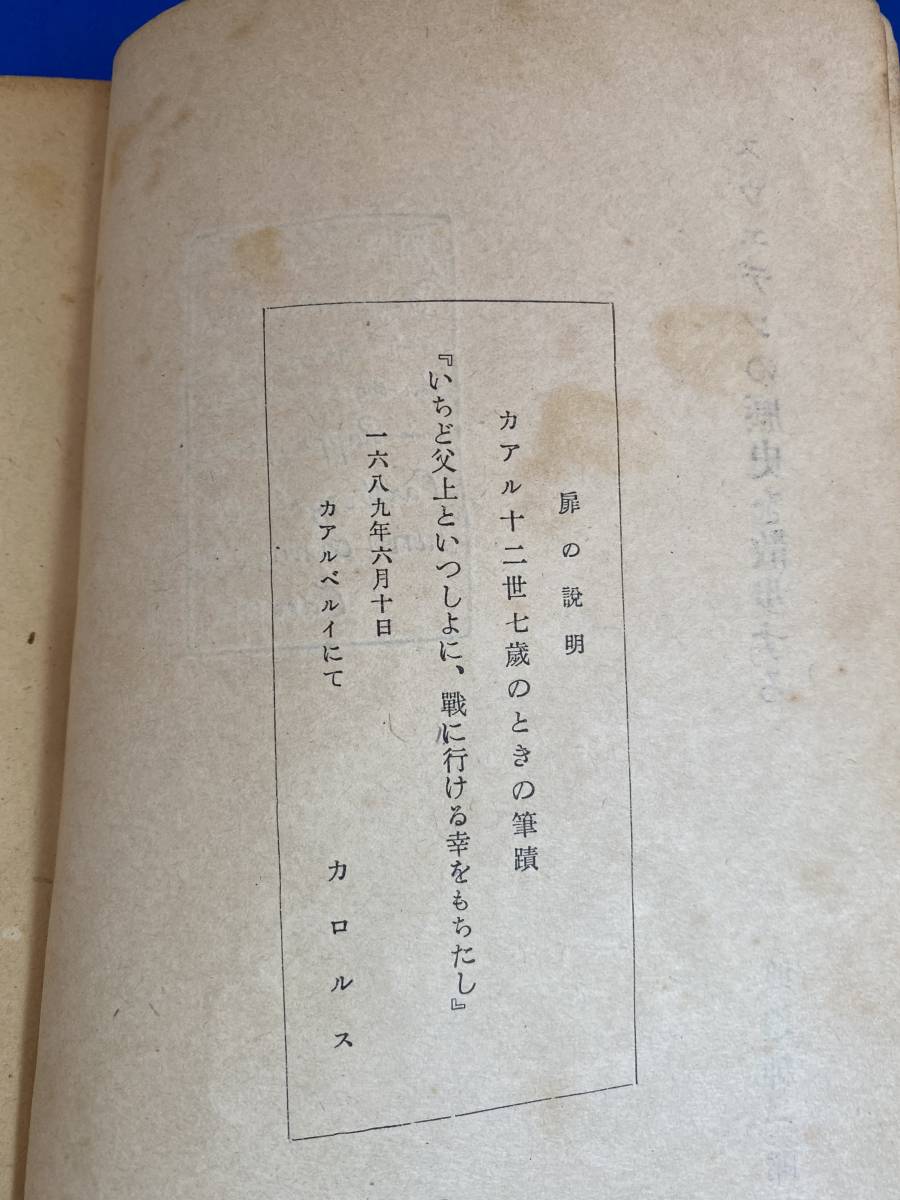 扉の説明
カアル十二世七歲のときの筆蹟
『いちど父上といつしよに、戰に行ける幸をもちたし』
一六八九年六月十日
カアルベルイにて
カロルス